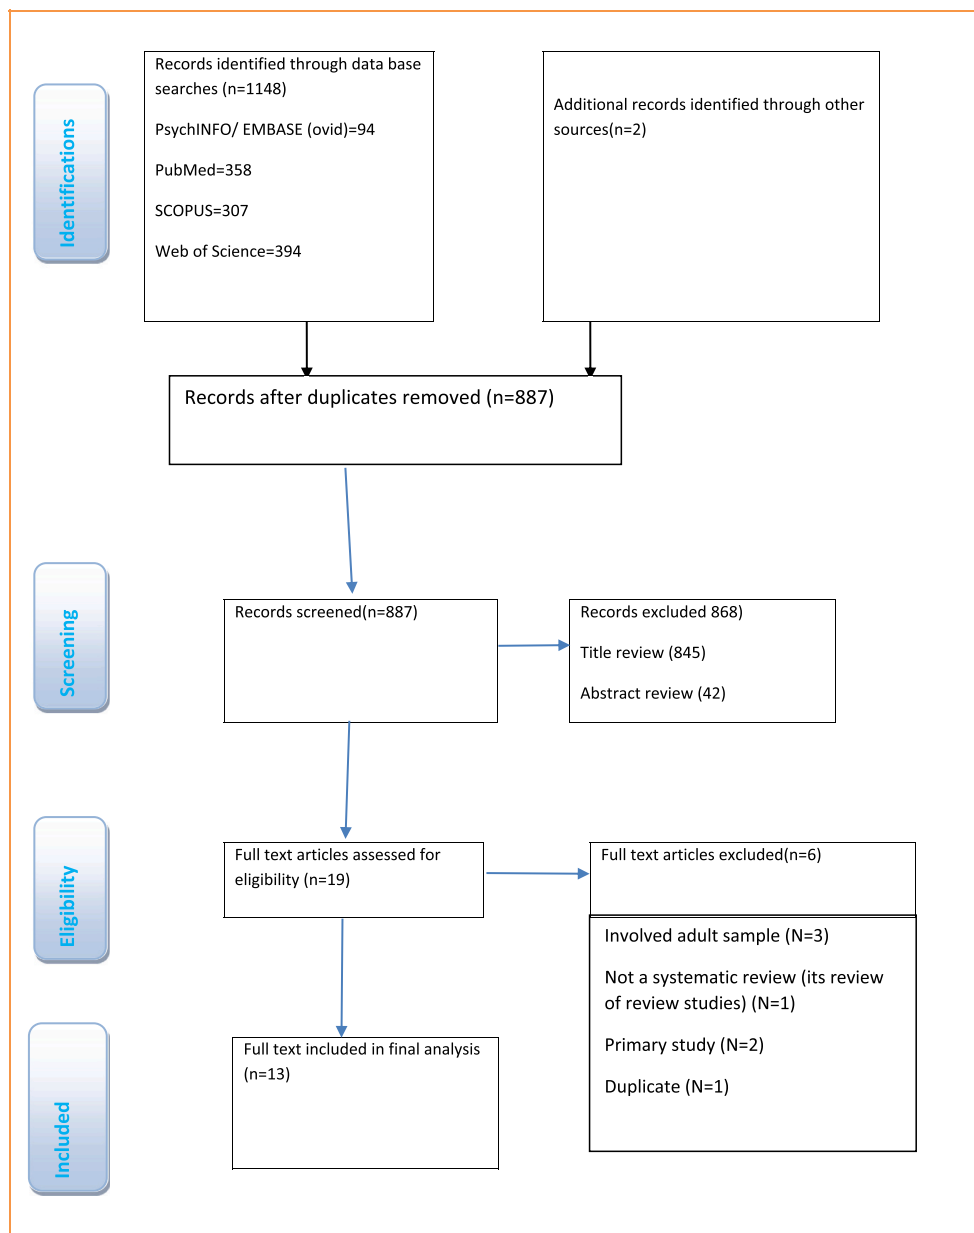 Identifications
Records identified through data base
searches (n=1148)
PsychINFO/ EMBASE (ovid)=94
PubMed=358
SCOPUS=307
Web of Science=394
Additional records identified through other
sources(n=2)
Records after duplicates removed (n=887)
Screening
Records screened(n=887)
Records excluded 868)
Title review (845)
Abstract review (42)
Eligibility
Full text articles assessed for
eligibility (n=19)
Full text articles excluded(n=6)
Involved adult sample (N=3)
Not a systematic review (its review
of review studies) (N=1)
Primary study (N=2)
Duplicate (N=1)
Included
Full text included in final analysis
(n=13)